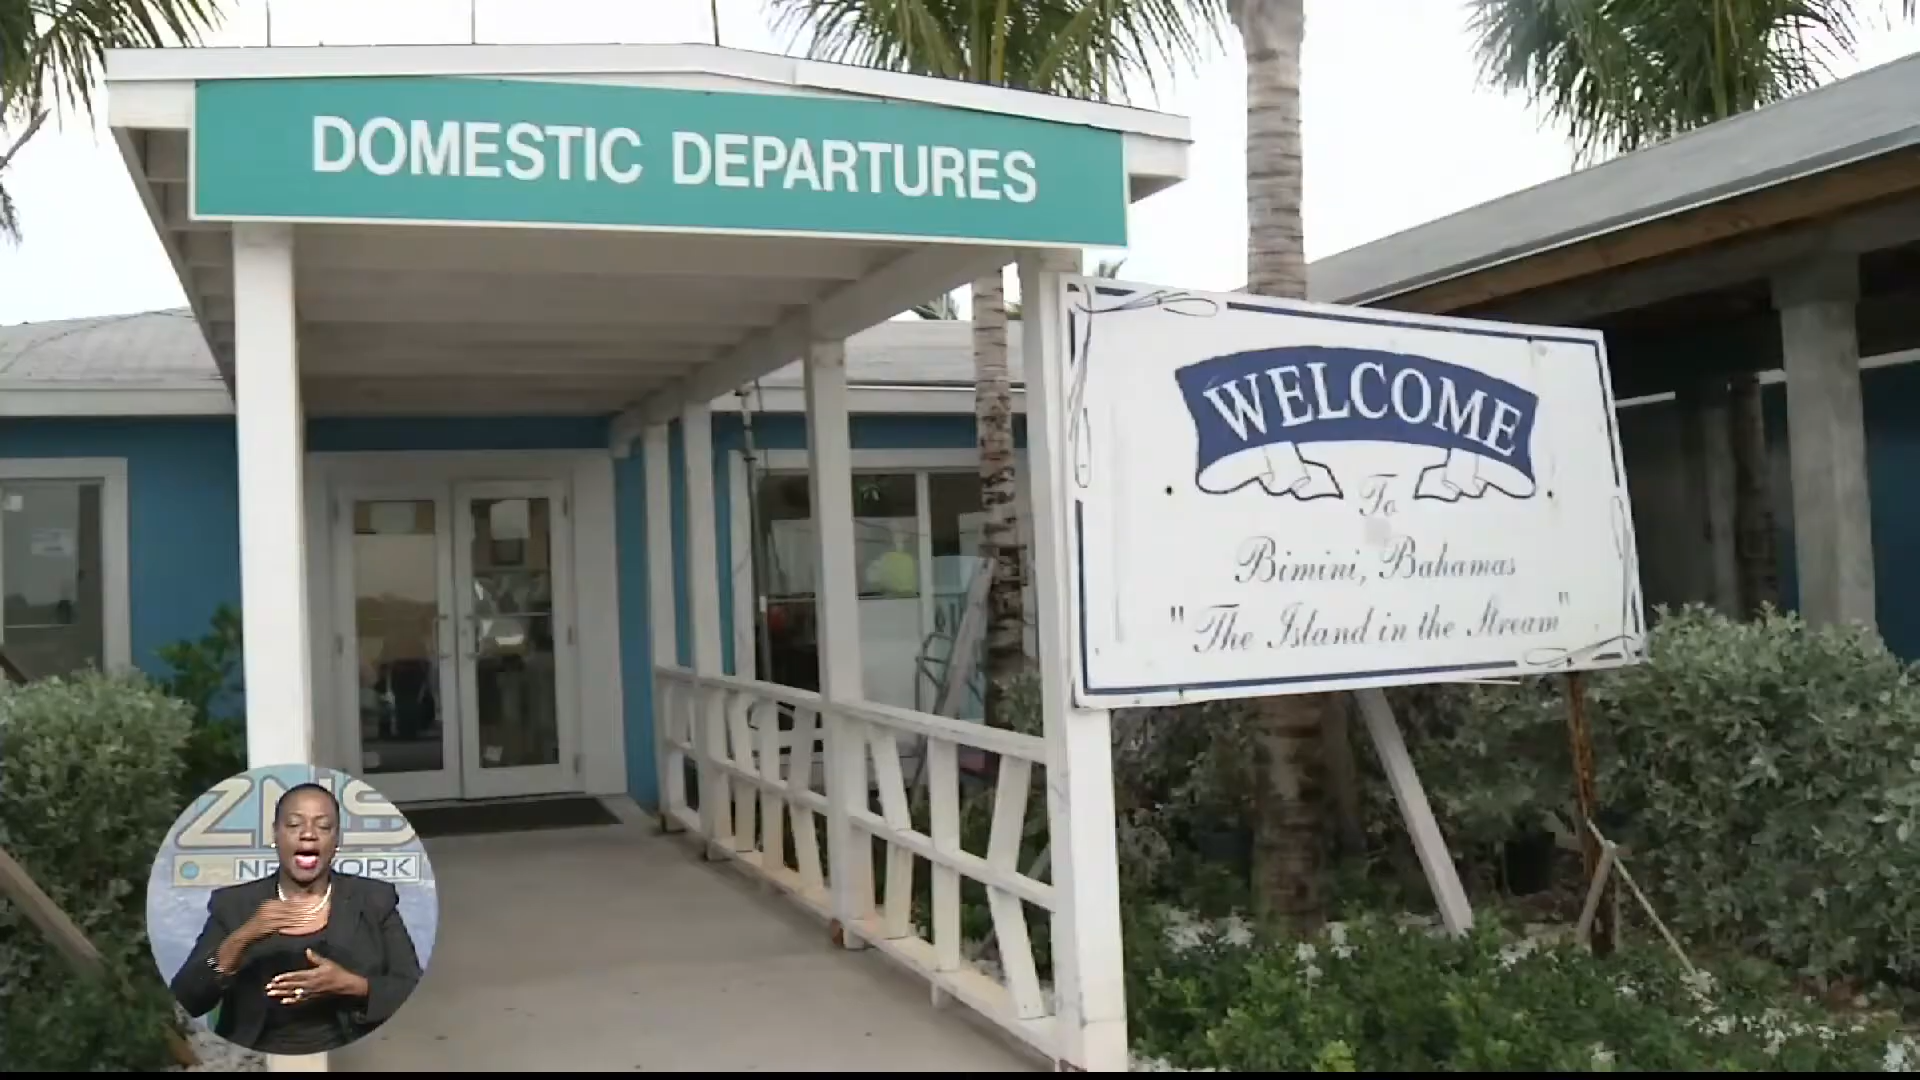 DOMESTIC DEPARTURES
WELCOME
To
Bimini, Bahamas
"The Island in the Stream"
ZNS
NETWORK